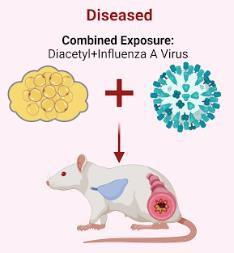 Diseased
Combined Exposure:
Diacetyl+Influenza A Virus